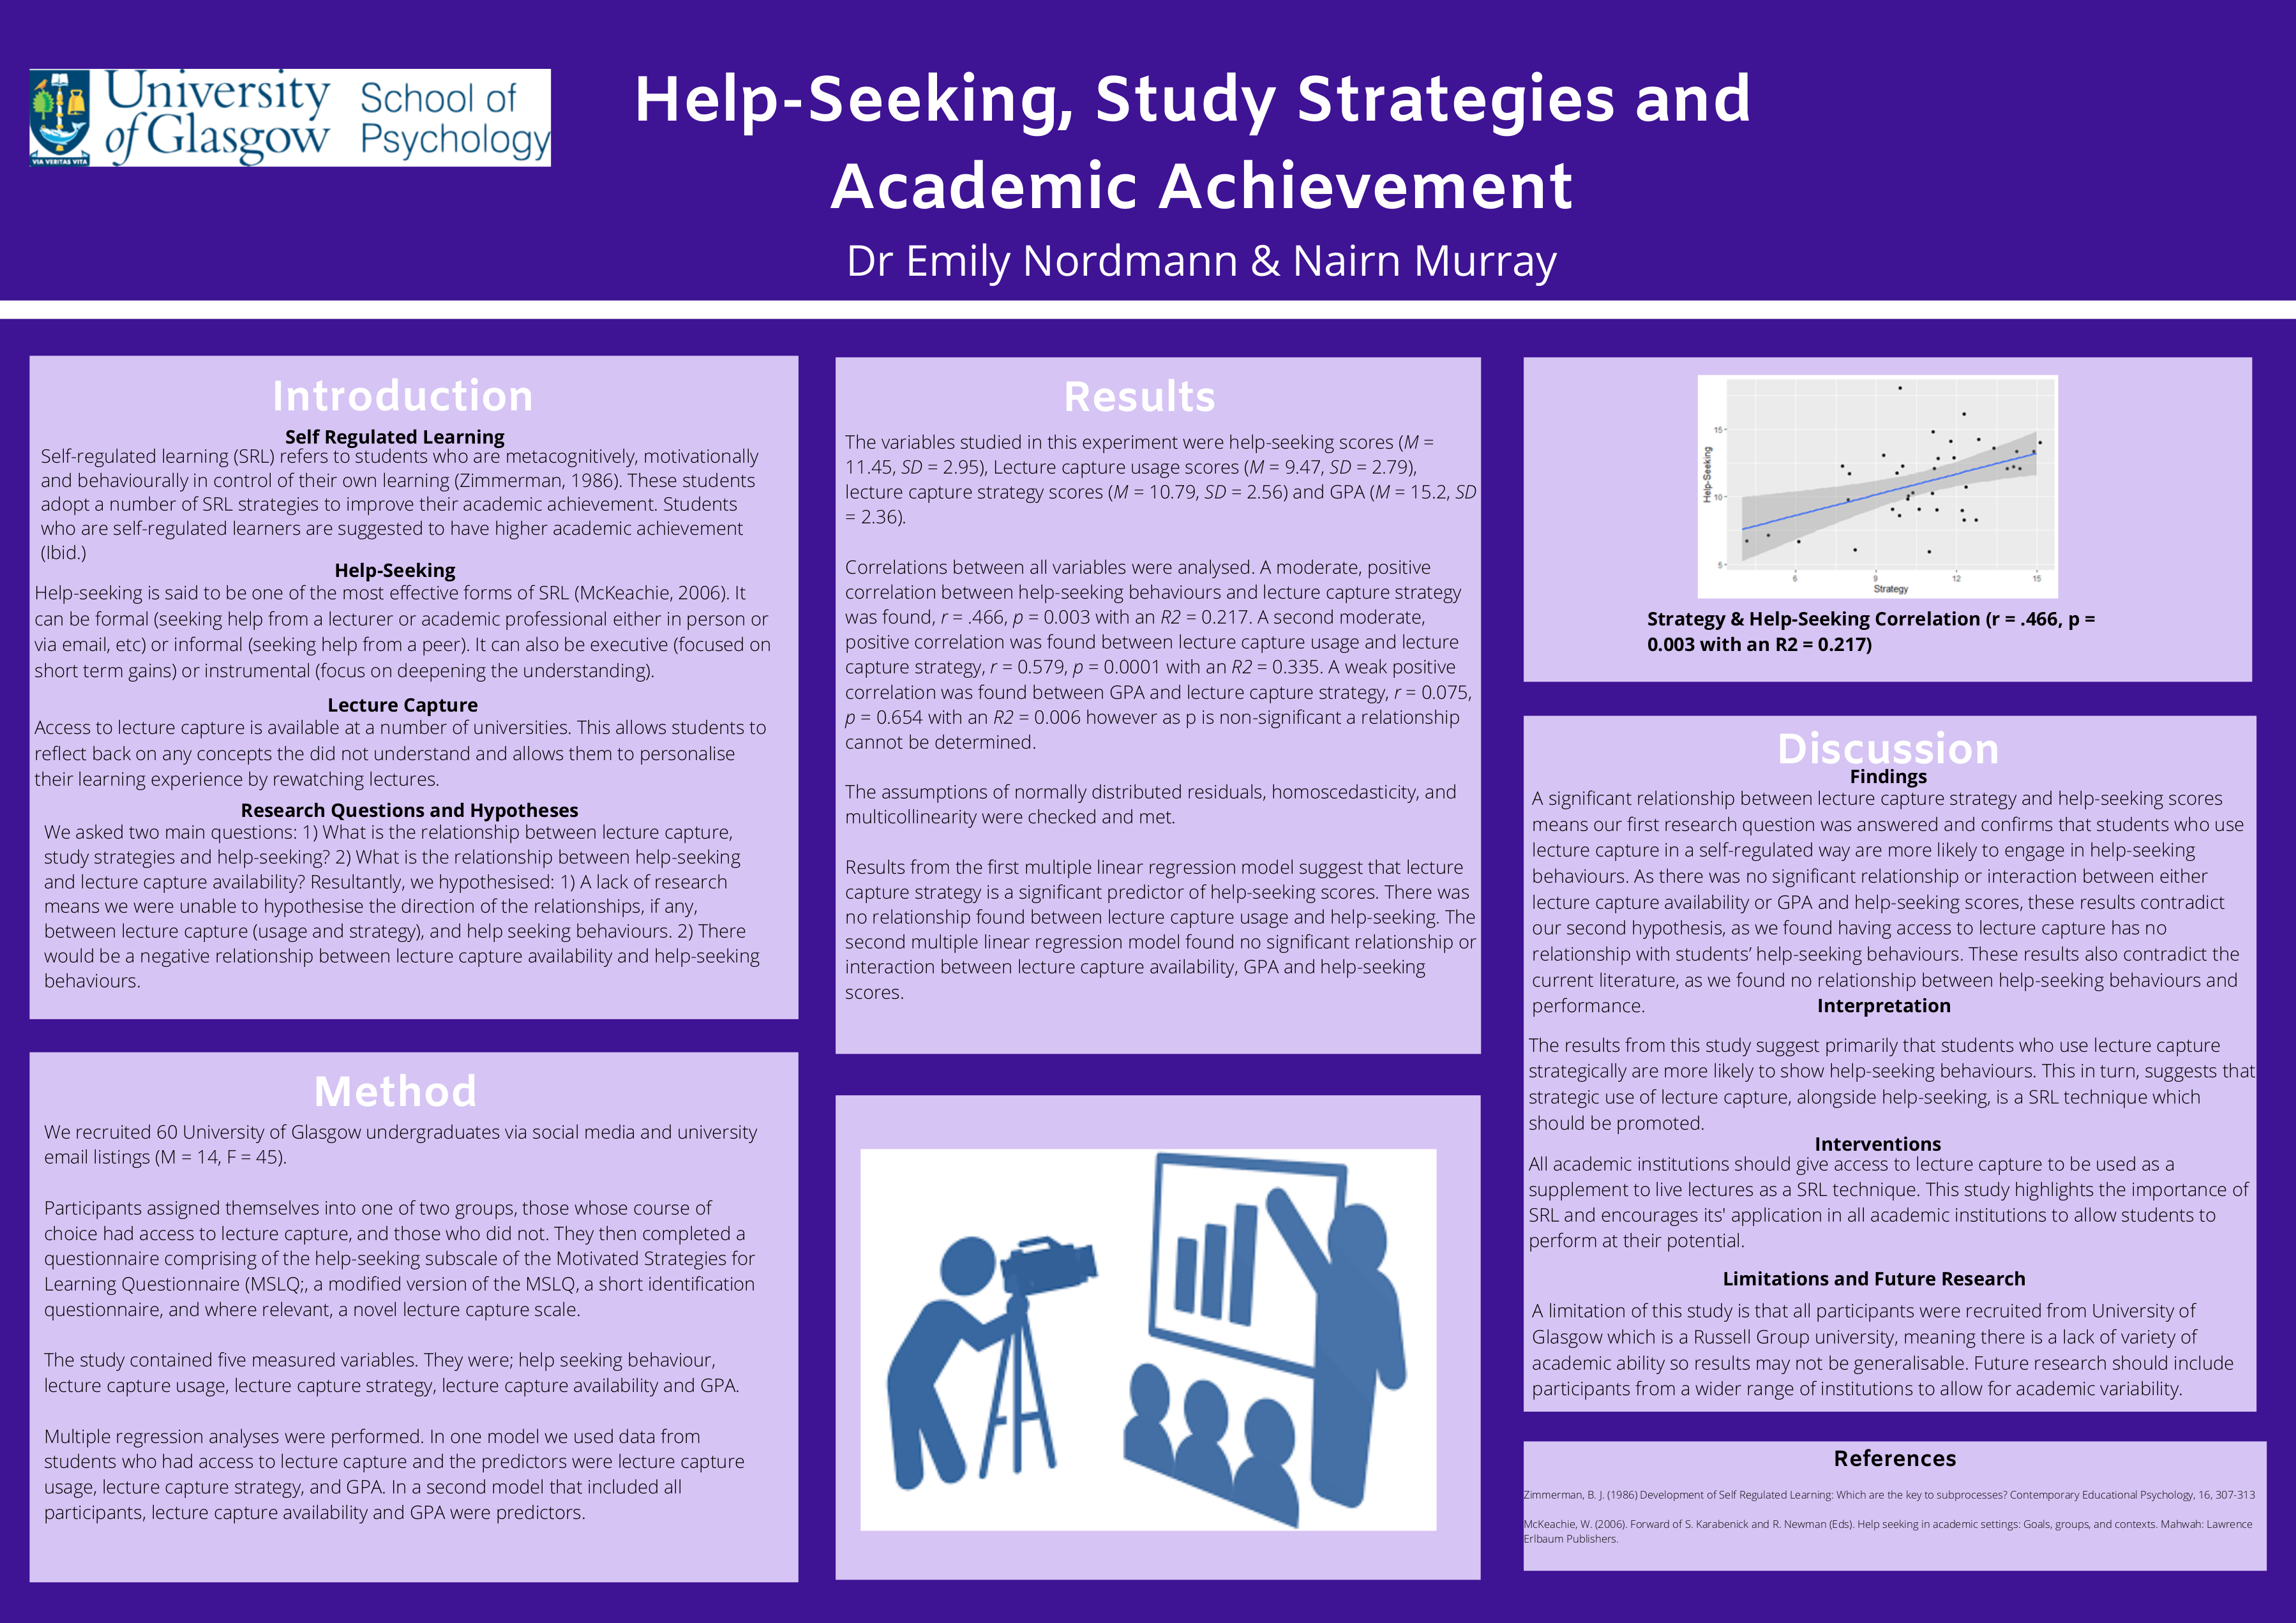 University
of Glasgow
VIA VERITAS VITA
School of
Psychology
Help-Seeking, Study Strategies and
Academic Achievement
Dr Emily Nordmann & Nairn Murray
Introduction
Self Regulated Learning
Self-regulated learning (SRL) refers to students who are metacognitively, motivationally
and behaviourally in control of their own learning (Zimmerman, 1986). These students
adopt a number of SRL strategies to improve their academic achievement. Students
who are self-regulated learners are suggested to have higher academic achievement
(Ibid.)
Help-Seeking
Help-seeking is said to be one of the most effective forms of SRL (McKeachie, 2006). It
can be formal (seeking help from a lecturer or academic professional either in person or
via email, etc) or informal (seeking help from a peer). It can also be executive (focused on
short term gains) or instrumental (focus on deepening the understanding).
Lecture Capture
Access to lecture capture is available at a number of universities. This allows students to
reflect back on any concepts the did not understand and allows them to personalise
their learning experience by rewatching lectures.
Research Questions and Hypotheses
We asked two main questions: 1) What is the relationship between lecture capture,
study strategies and help-seeking? 2) What is the relationship between help-seeking
and lecture capture availability? Resultantly, we hypothesised: 1) A lack of research
means we were unable to hypothesise the direction of the relationships, if any,
between lecture capture (usage and strategy), and help seeking behaviours. 2) There
would be a negative relationship between lecture capture availability and help-seeking
behaviours.
Method
We recruited 60 University of Glasgow undergraduates via social media and university
email listings (M = 14, F = 45).
Participants assigned themselves into one of two groups, those whose course of
choice had access to lecture capture, and those who did not. They then completed a
questionnaire comprising of the help-seeking subscale of the Motivated Strategies for
Learning Questionnaire (MSLQ;, a modified version of the MSLQ, a short identification
questionnaire, and where relevant, a novel lecture capture scale.
The study contained five measured variables. They were; help seeking behaviour,
lecture capture usage, lecture capture strategy, lecture capture availability and GPA.
Multiple regression analyses were performed. In one model we used data from
students who had access to lecture capture and the predictors were lecture capture
usage, lecture capture strategy, and GPA. In a second model that included all
participants, lecture capture availability and GPA were predictors.
Results
The variables studied in this experiment were help-seeking scores (M =
11.45, SD = 2.95), Lecture capture usage scores (M = 9.47, SD = 2.79),
lecture capture strategy scores (M = 10.79, SD = 2.56) and GPA (M = 15.2, SD
= 2.36).
Correlations between all variables were analysed. A moderate, positive
correlation between help-seeking behaviours and lecture capture strategy
was found, r = .466, p = 0.003 with an R2 = 0.217. A second moderate,
positive correlation was found between lecture capture usage and lecture
capture strategy, r = 0.579, p = 0.0001 with an R2 = 0.335. A weak positive
correlation was found between GPA and lecture capture strategy, r = 0.075,
p = 0.654 with an R2 = 0.006 however as p is non-significant a relationship
cannot be determined.
The assumptions of normally distributed residuals, homoscedasticity, and
multicollinearity were checked and met.
Results from the first multiple linear regression model suggest that lecture
capture strategy is a significant predictor of help-seeking scores. There was
no relationship found between lecture capture usage and help-seeking. The
second multiple linear regression model found no significant relationship or
interaction between lecture capture availability, GPA and help-seeking
scores.
Help-Seeking
15
10
5
6 9 12 15
Strategy
Strategy & Help-Seeking Correlation (r = .466, p =
0.003 with an R2 = 0.217)
Discussion
Findings
A significant relationship between lecture capture strategy and help-seeking scores
means our first research question was answered and confirms that students who use
lecture capture in a self-regulated way are more likely to engage in help-seeking
behaviours. As there was no significant relationship or interaction between either
lecture capture availability or GPA and help-seeking scores, these results contradict
our second hypothesis, as we found having access to lecture capture has no
relationship with students’ help-seeking behaviours. These results also contradict the
current literature, as we found no relationship between help-seeking behaviours and
performance.
Interpretation
The results from this study suggest primarily that students who use lecture capture
strategically are more likely to show help-seeking behaviours. This in turn, suggests that
strategic use of lecture capture, alongside help-seeking, is a SRL technique which
should be promoted.
Interventions
All academic institutions should give access to lecture capture to be used as a
supplement to live lectures as a SRL technique. This study highlights the importance of
SRL and encourages its' application in all academic institutions to allow students to
perform at their potential.
Limitations and Future Research
A limitation of this study is that all participants were recruited from University of
Glasgow which is a Russell Group university, meaning there is a lack of variety of
academic ability so results may not be generalisable. Future research should include
participants from a wider range of institutions to allow for academic variability.
References
Zimmerman, B. J. (1986) Development of Self Regulated Learning: Which are the key to subprocesses? Contemporary Educational Psychology, 16, 307-313
McKeachie, W. (2006). Forward of S. Karabenick and R. Newman (Eds). Help seeking in academic settings: Goals, groups, and contexts. Mahwah: Lawrence
Erlbaum Publishers.